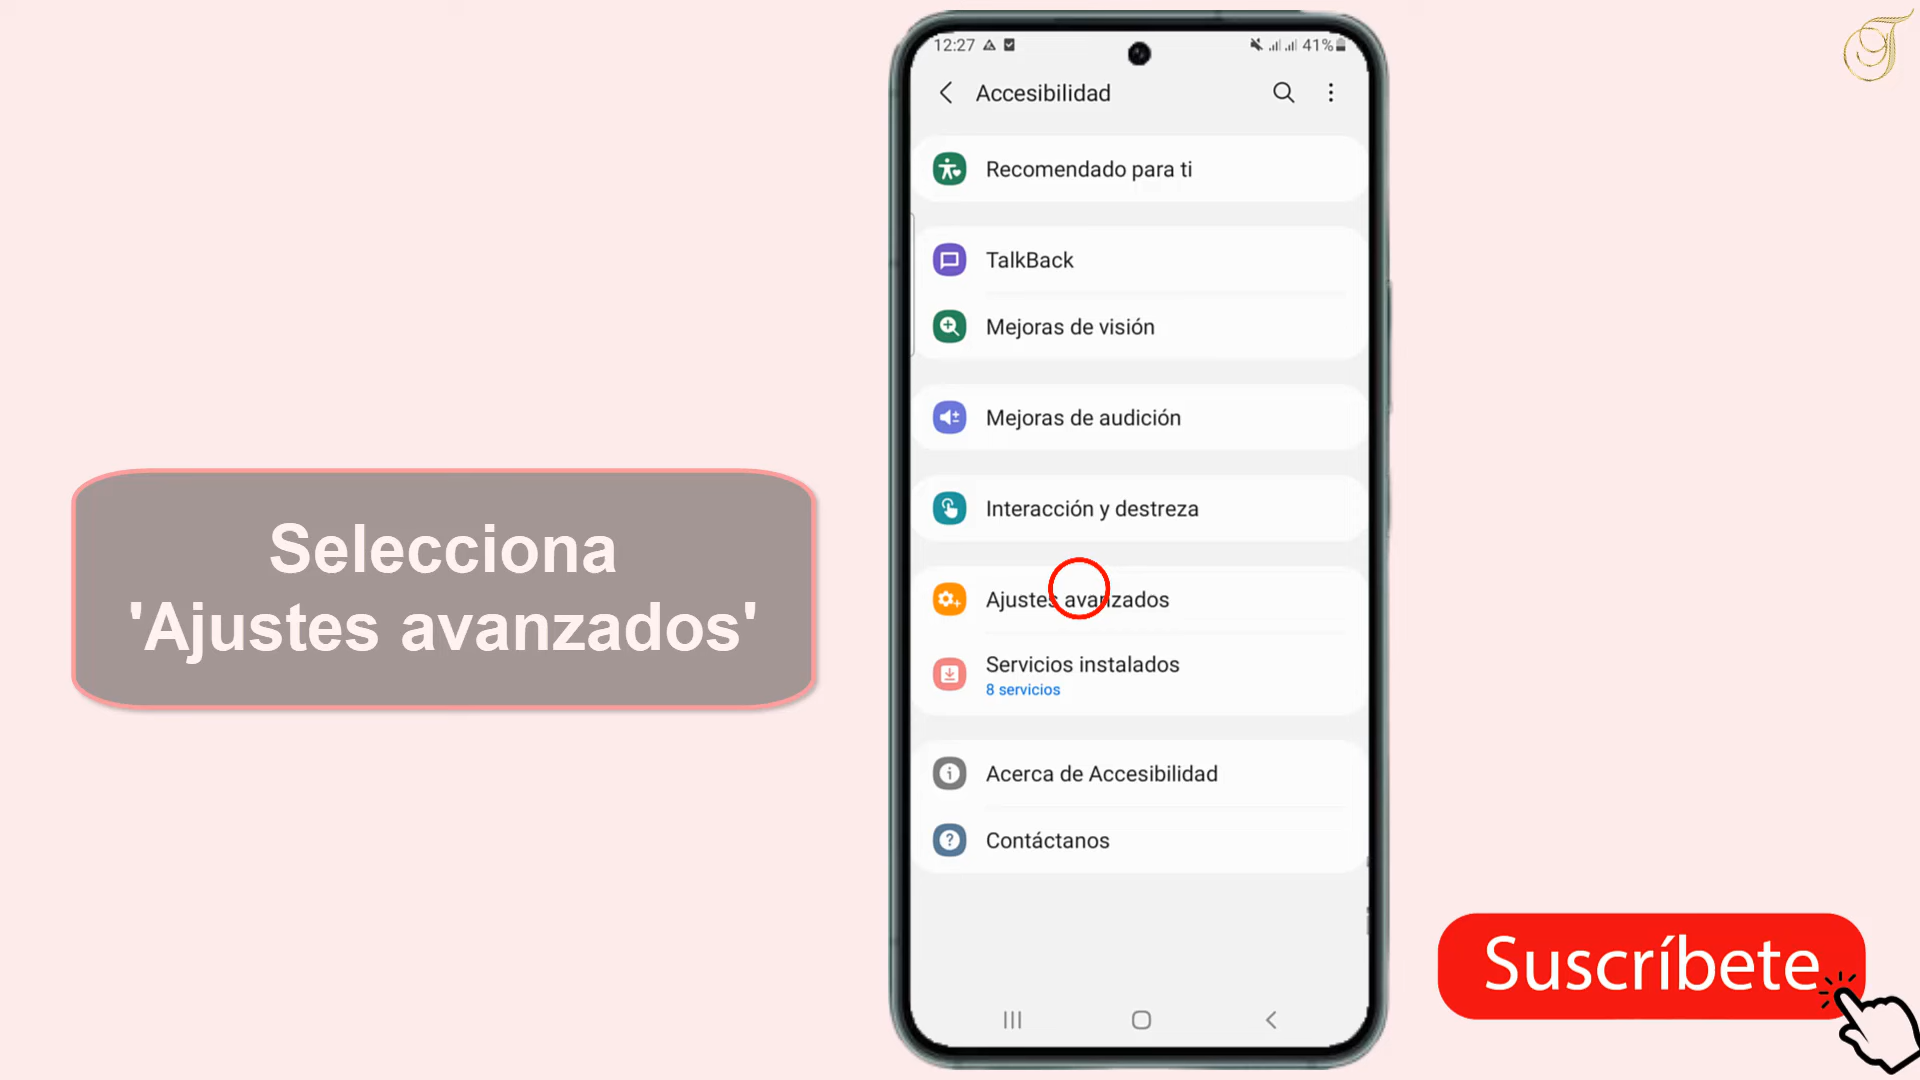 Selecciona
'Ajustes avanzados'
12:27
41%
Accesibilidad
Recomendado para ti
TalkBack
Mejoras de visión
Mejoras de audición
Interacción y destreza
Ajustes avanzados
Servicios instalados
8 servicios
Acerca de Accesibilidad
Contáctanos
Suscríbete